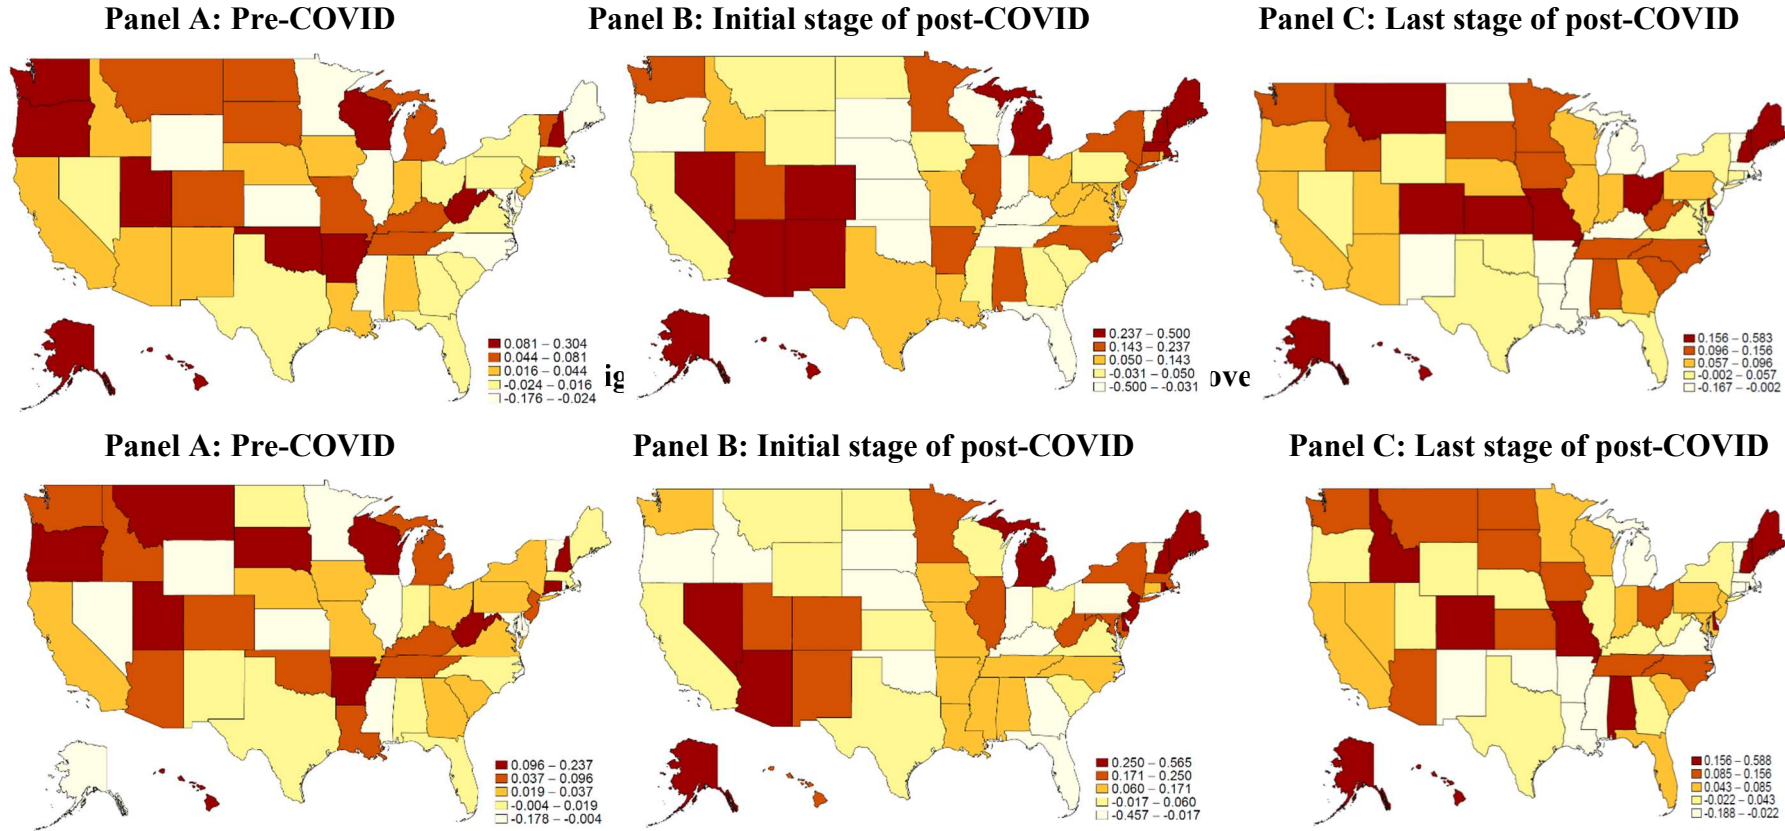 Panel A: Pre-COVID
Panel B: Initial stage of post-COVID
Panel C: Last stage of post-COVID
0.081 – 0.304
0.044 – 0.081
0.016 – 0.044
-0.024 – 0.016
-0.176 – -0.024
ig
0.237 – 0.500
0.143 – 0.237
0.050 – 0.143
-0.031 – 0.050
-0.500 – -0.031
ove
0.156 – 0.583
0.096 – 0.156
0.057 – 0.096
-0.002 – 0.057
-0.167 – -0.002
Panel A: Pre-COVID
Panel B: Initial stage of post-COVID
Panel C: Last stage of post-COVID
0.096 – 0.237
0.037 – 0.096
0.019 – 0.037
-0.004 – 0.019
-0.178 – -0.004
0.250 – 0.565
0.171 – 0.250
0.060 – 0.171
-0.017 – 0.060
-0.457 – -0.017
0.156 – 0.588
0.085 – 0.156
0.043 – 0.085
-0.022 – 0.043
-0.188 – -0.022